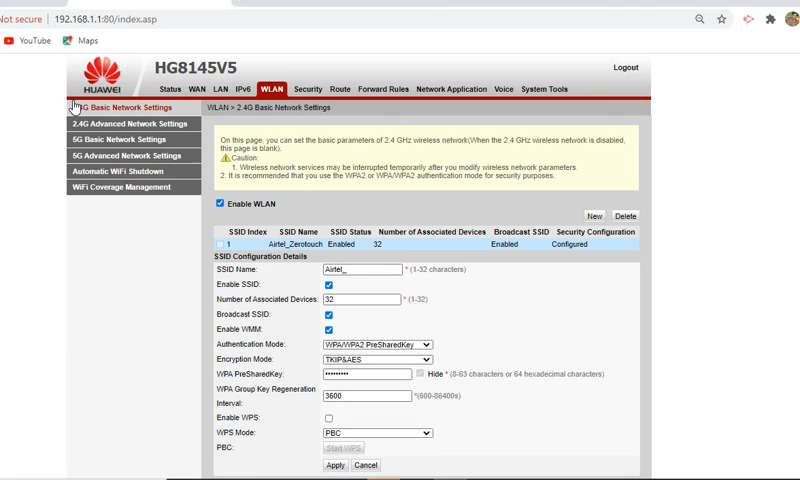 Not secure 192.168.1.1:80/index.asp
YouTube Maps
HUAWEI HG8145V5 Logout
Status WAN LAN IPv6 WLAN Security Route Forward Rules Network Application Voice System Tools
G Basic Network Settings WLAN > 2.4G Basic Network Settings
2.4G Advanced Network Settings
5G Basic Network Settings
5G Advanced Network Settings
Automatic WiFi Shutdown
WiFi Coverage Management
On this page, you can set the basic parameters of 2.4 GHz wireless network(When the 2.4 GHz wireless network is disabled,
this page is blank).
Caution:
1. Wireless network services may be interrupted temporarily after you modify wireless network parameters.
2. It is recommended that you use the WPA2 or WPA/WPA2 authentication mode for security purposes.
Enable WLAN
New Delete
SSID Index SSID Name SSID Status Number of Associated Devices Broadcast SSID Security Configuration
1 Airtel_Zerotouch Enabled 32 Enabled Configured
SSID Configuration Details
SSID Name: Airtel_ * (1-32 characters)
Enable SSID:
Number of Associated Devices: 32 * (1-32)
Broadcast SSID:
Enable WMM:
Authentication Mode: WPA/WPA2 PreSharedKey
Encryption Mode: TKIP&AES
WPA PreSharedKey: ••••••••• Hide * (8-63 characters or 64 hexadecimal characters)
WPA Group Key Regeneration
Interval: 3600 *(600-86400s)
Enable WPS:
WPS Mode: PBC
PBC: Start WPS
Apply Cancel